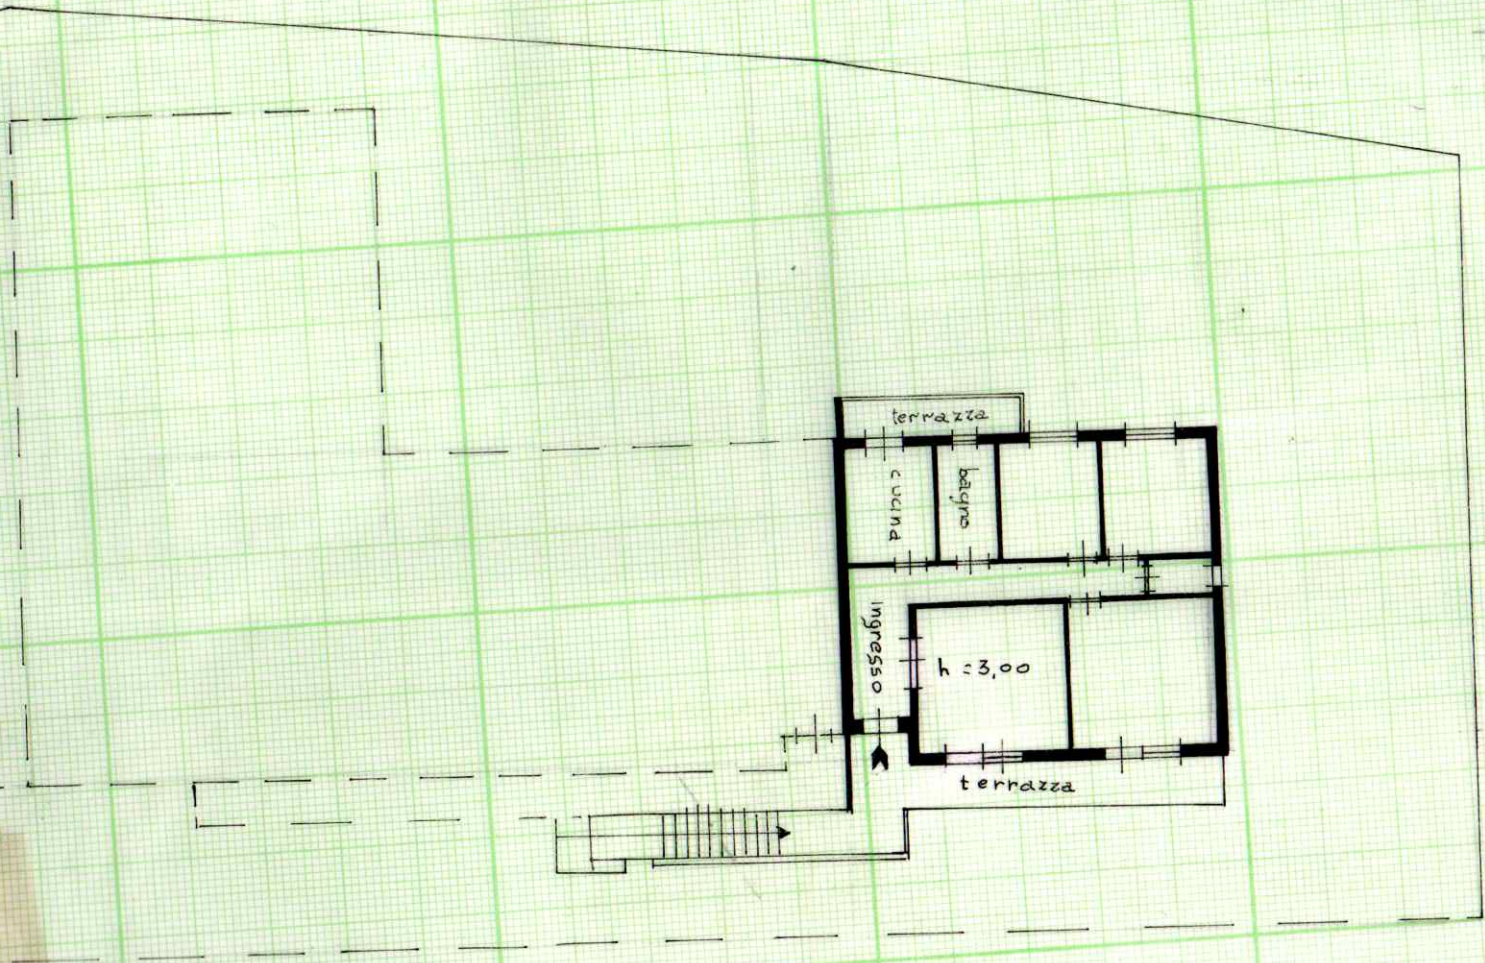 terrazza
cucina
bagno
Ingresso
h = 3,00
terrazza